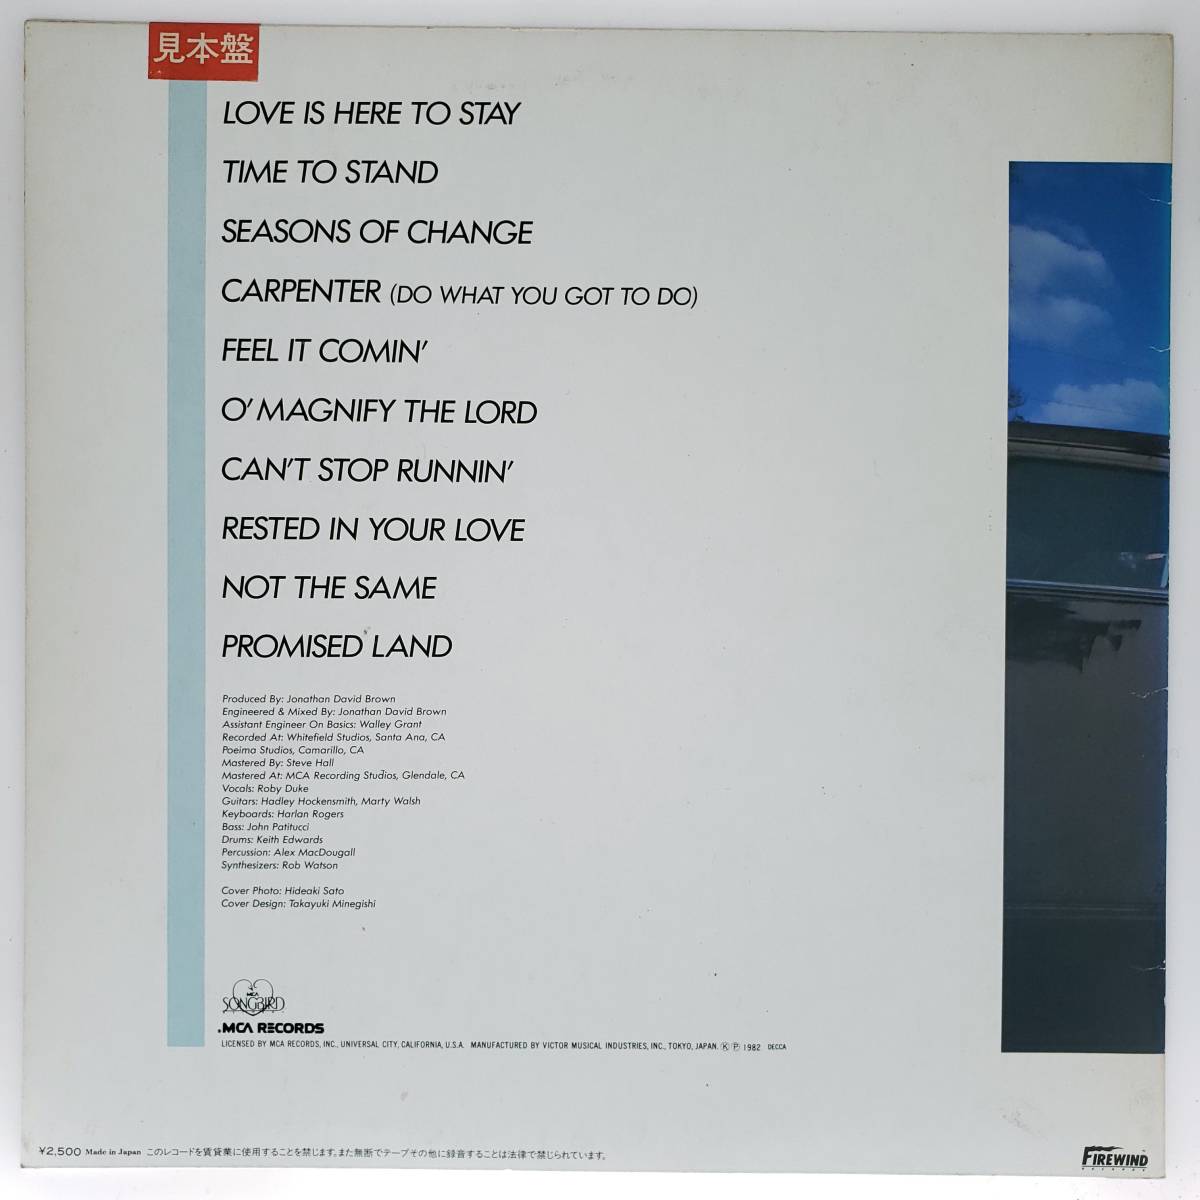 見本盤
LOVE IS HERE TO STAY
TIME TO STAND
SEASONS OF CHANGE
CARPENTER (DO WHAT YOU GOT TO DO)
FEEL IT COMIN'
O' MAGNIFY THE LORD
CAN'T STOP RUNNIN'
RESTED IN YOUR LOVE
NOT THE SAME
PROMISED LAND
Produced By: Jonathan David Brown
Engineered & Mixed By: Jonathan David Brown
Assistant Engineer On Basics: Walley Grant
Recorded At: Whitefield Studios, Santa Ana, CA
Poeima Studios, Camarillo, CA
Mastered By: Steve Hall
Mastered At: MCA Recording Studios, Glendale, CA
Vocals: Roby Duke
Guitars: Hadley Hockensmith, Marty Walsh
Keyboards: Harlan Rogers
Bass: John Patitucci
Drums: Keith Edwards
Percussion: Alex MacDougall
Synthesizers: Rob Watson
Cover Photo: Hideaki Sato
Cover Design: Takayuki Minegishi
MCA
SONGBIRD
.MCA RECORDS
LICENSED BY MCA RECORDS, INC., UNIVERSAL CITY, CALIFORNIA, U.S.A. MANUFACTURED BY VICTOR MUSICAL INDUSTRIES, INC., TOKYO, JAPAN. Ⓚ Ⓟ 1982 DECCA
¥2,500 Made in Japan このレコードを賃貸業に使用することを禁じます。また無断でテープその他に録音することは法律で禁じられています。
FIREWIND
RECORDS